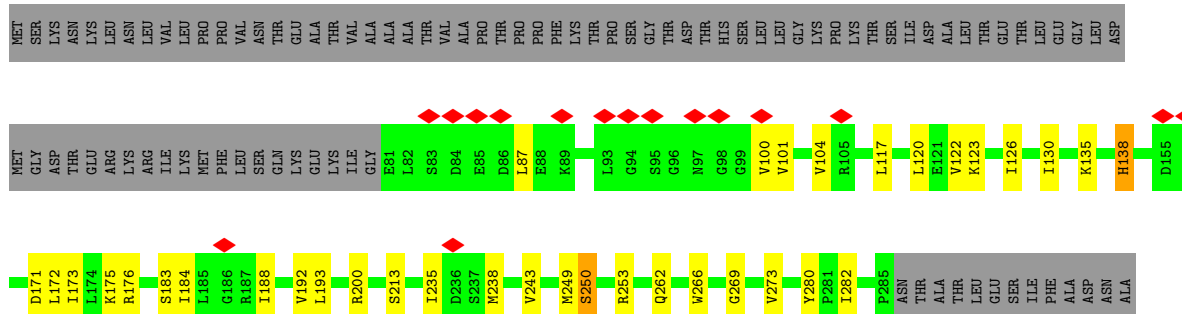 MET SER LYS ASN LYS LEU ASN LEU VAL LEU PRO PRO VAL ASN THR GLU ALA THR VAL ALA ALA ALA THR VAL ALA PRO THR PRO PRO PHE LYS THR PRO SER GLY THR ASP THR HIS SER LEU LEU GLY LYS PRO LYS THR SER ILE ASP ALA LEU THR GLU THR LEU GLU GLY LEU ASP
MET GLY ASP THR GLU ARG LYS ARG ILE LYS MET PHE LEU SER GLN LYS GLU LYS ILE GLY E81 L82 S83 D84 E85 D86 L87 E88 K89 L93 G94 S95 G96 N97 G98 G99 V100 V101 V104 R105 L117 L120 E121 V122 K123 I126 I130 K135 H138 D155
D171 L172 I173 L174 K175 R176 S183 I184 L185 G186 R187 I188 V192 L193 R200 S213 I235 D236 S237 M238 V243 M249 S250 R253 Q262 W266 G269 V273 Y280 P281 I282 P285 ASN THR ALA THR LEU GLU SER ILE PHE ALA ASP ASN ALA